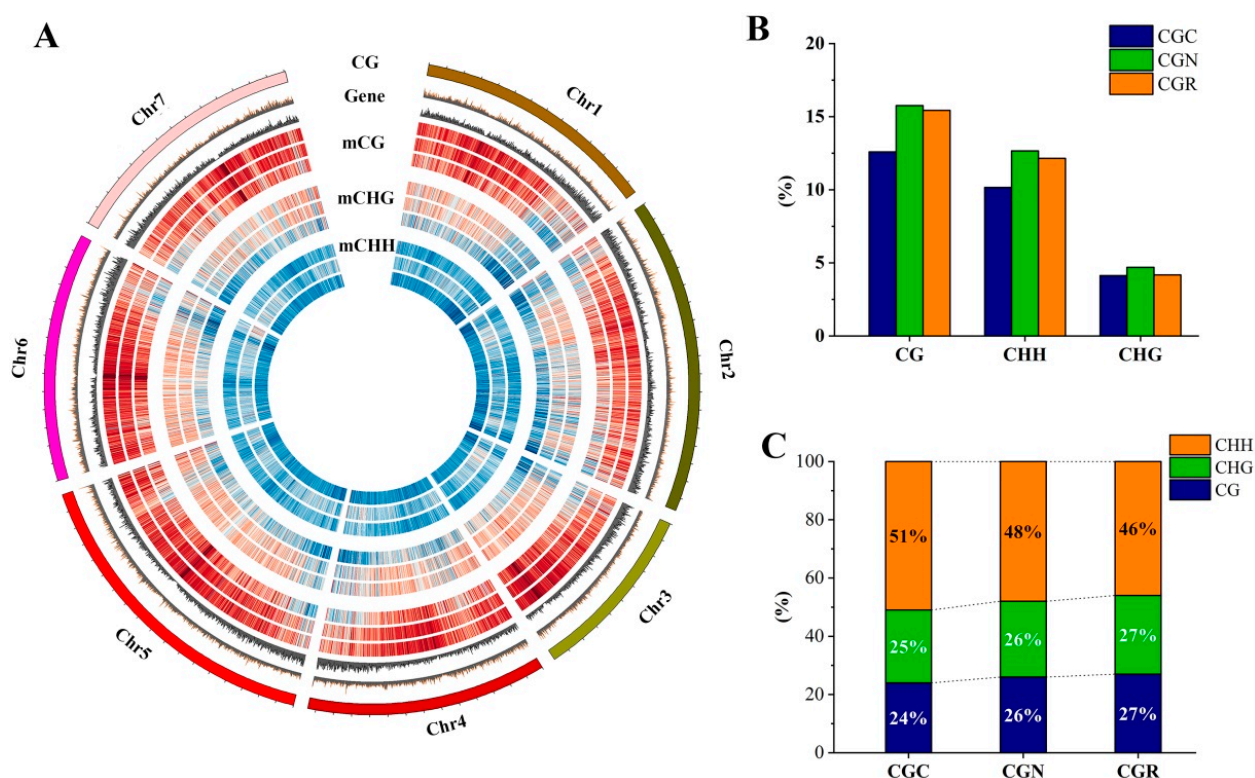 A
CG
Gene
mCG
mCHG
mCHH
Chr1
Chr2
Chr3
Chr4
Chr5
Chr6
Chr7
B
CGC
CGN
CGR
20
15
10
5
0
(%)
CG
CHH
CHG
C
CHH
CHG
CG
100
80
60
40
20
0
(%)
51%
48%
46%
25%
26%
27%
24%
26%
27%
CGC
CGN
CGR